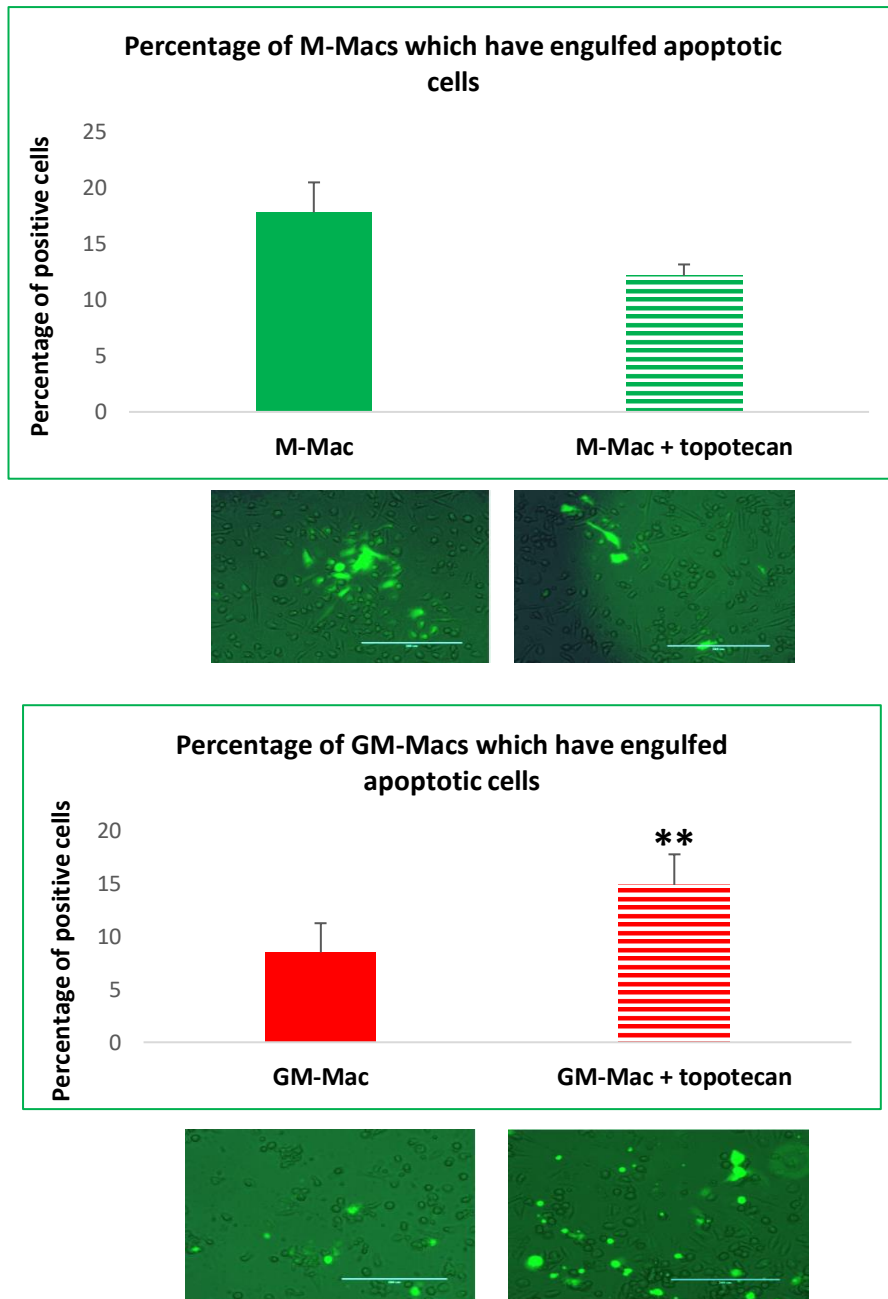 Percentage of M-Macs which have engulfed apoptotic
cells
Percentage of positive cells
25
20
15
10
5
0
M-Mac
M-Mac + topotecan
Percentage of GM-Macs which have engulfed
apoptotic cells
Percentage of positive cells
20
15
10
5
0
**
GM-Mac
GM-Mac + topotecan